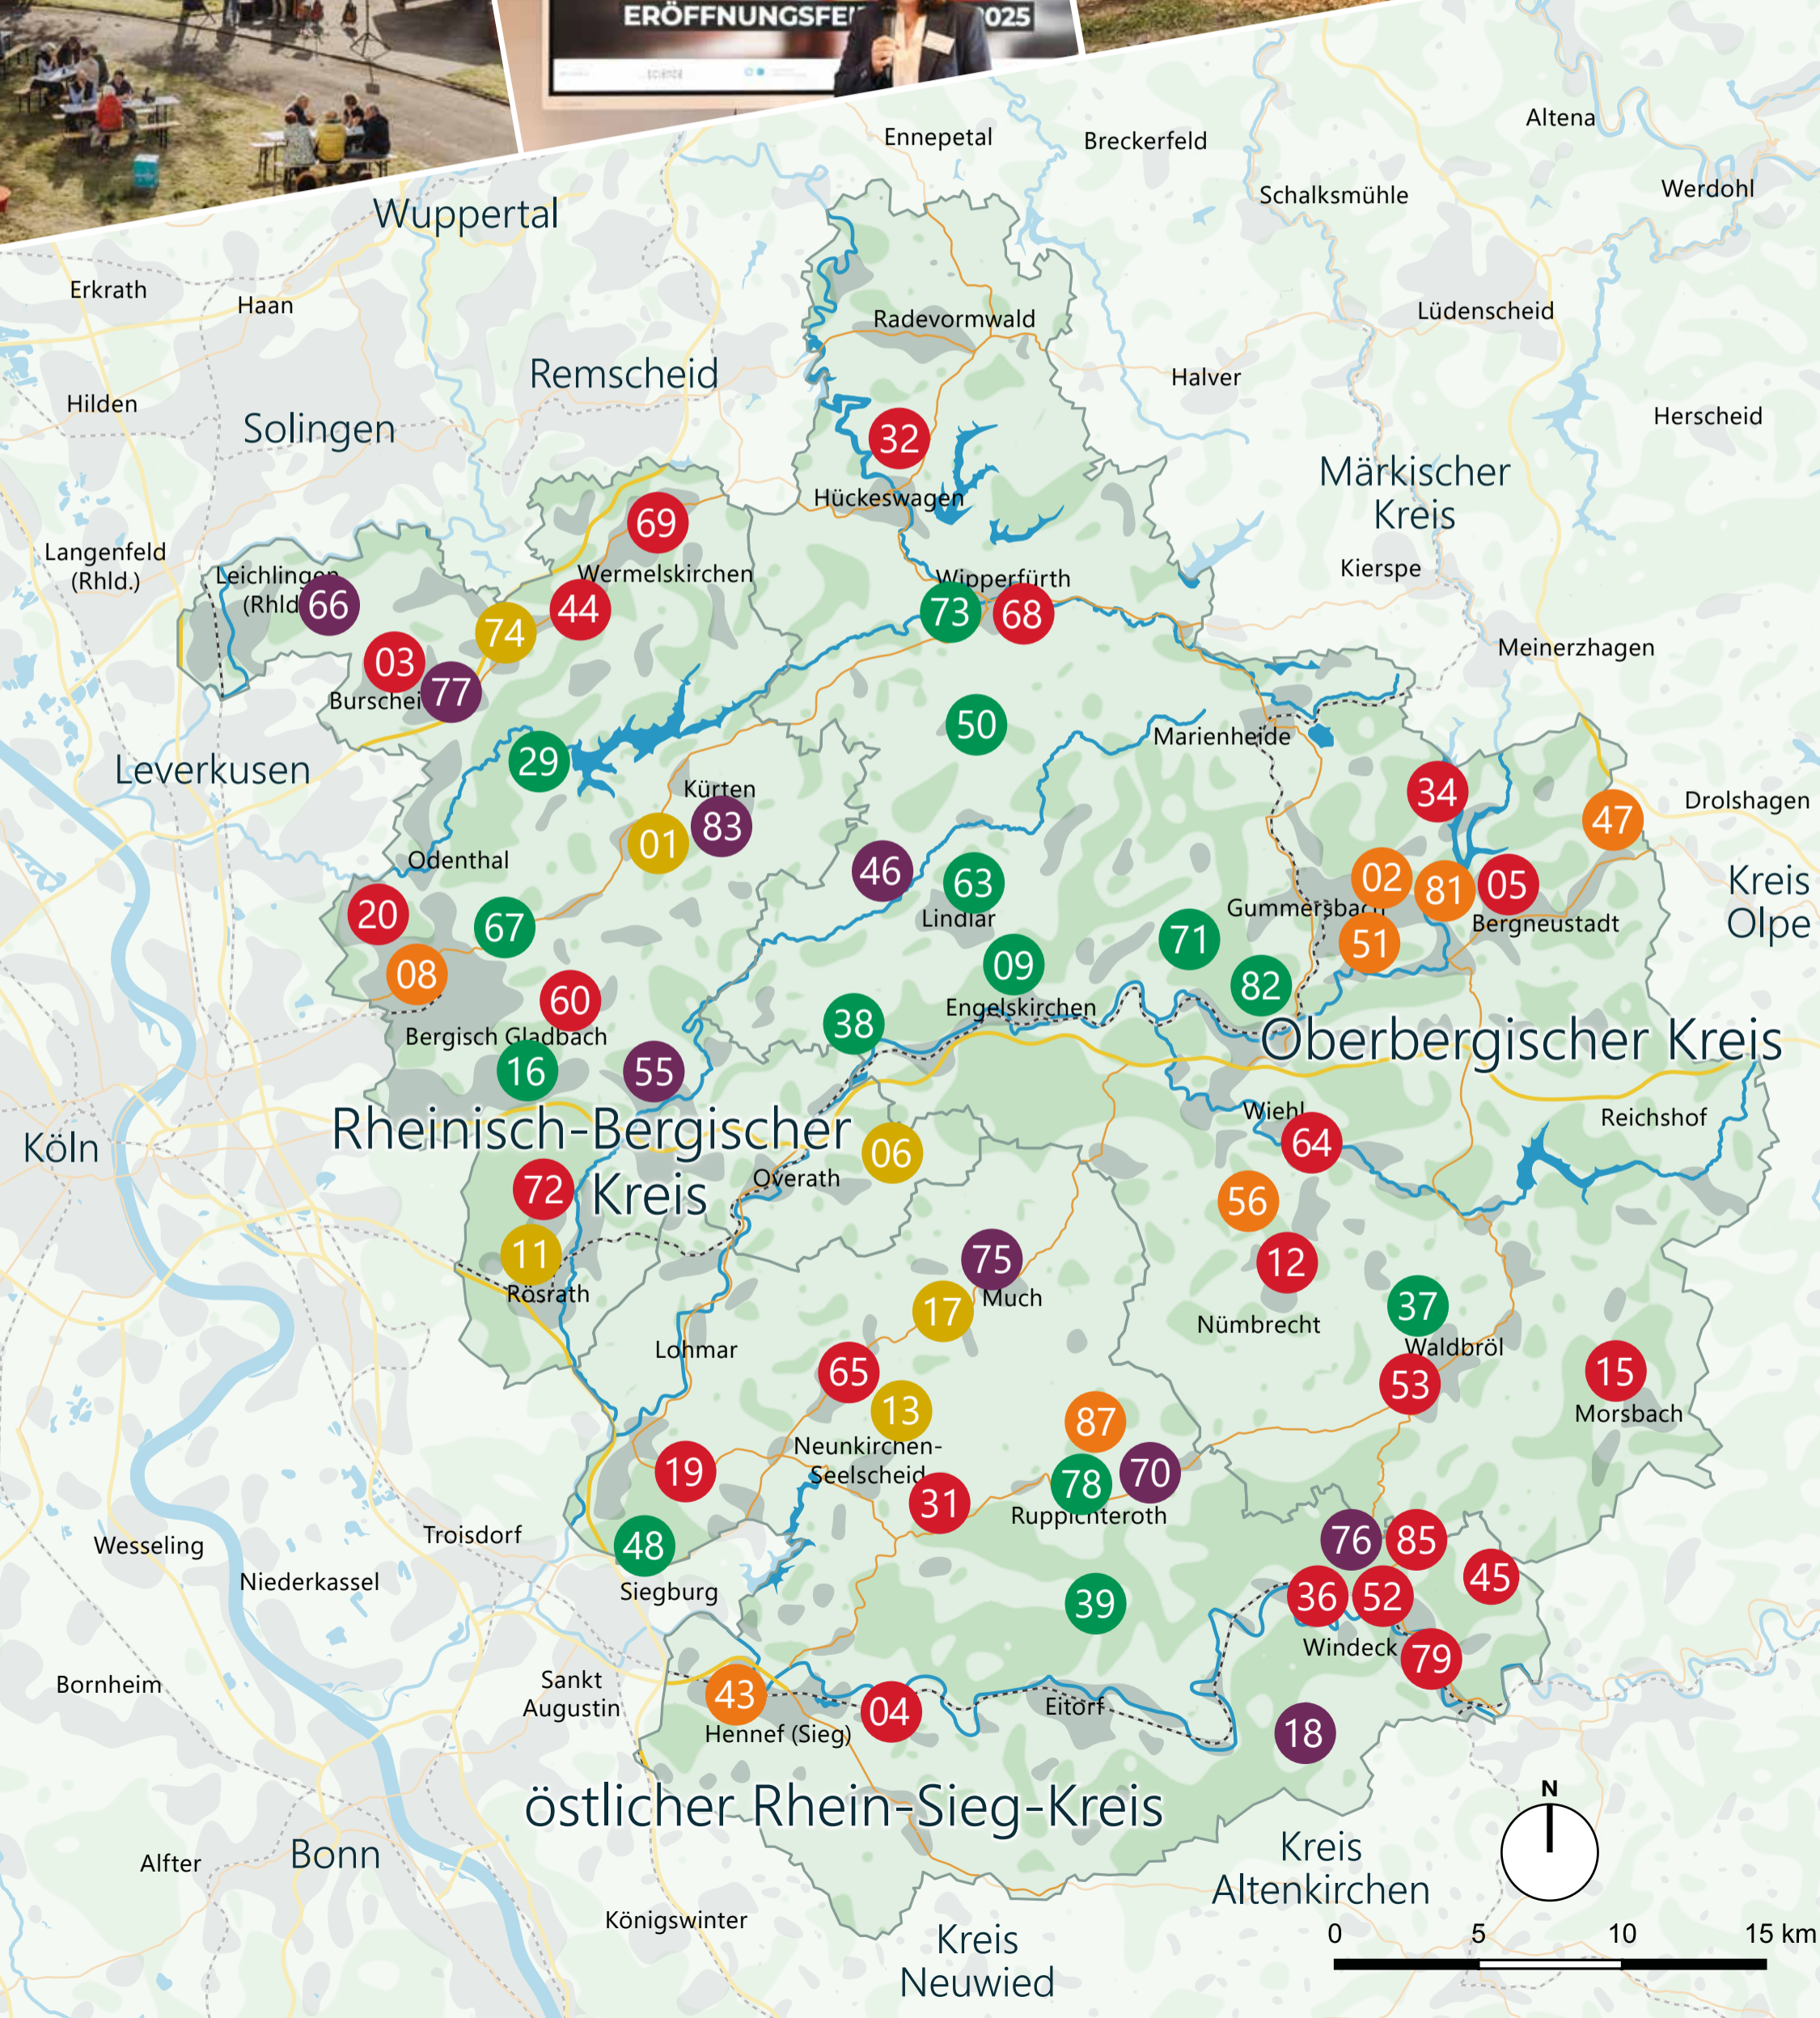 ERÖFFNUNGSFEI
2025
Ennepetal
Breckerfeld
Altena
Schalksmühle
Werdohl
Wuppertal
Erkrath
Haan
Lüdenscheid
Radevormwald
Remscheid
Halver
Hilden
Solingen
Herscheid
32
Märkischer
Kreis
Hückeswagen
69
Langenfeld
(Rhld.)
Leichlingen
(Rhld
66
Wermelskirchen
44
Wipperfürth
73
68
Kierspe
74
03
77
Burschei
Meinerzhagen
50
Marienheide
29
Leverkusen
Kürten
83
01
34
47
Drolshagen
Odenthal
46
63
Lindlar
02
81
05
Gummersbach
51
Bergneustadt
Kreis
Olpe
20
67
08
71
09
82
60
Engelskirchen
38
Bergisch Gladbach
16
55
Oberbergischer Kreis
Rheinisch-Bergischer
Kreis
Köln
06
Overath
Wiehl
64
Reichshof
72
56
11
Rösrath
75
Much
17
12
Nümbrecht
37
Waldbröl
53
15
Morsbach
Lohmar
65
13
Neunkirchen-
Seelscheid
87
19
31
78
70
Ruppichteroth
Wesseling
Troisdorf
48
Siegburg
Niederkassel
76
85
45
36
52
Windeck
79
39
Bornheim
Sankt
Augustin
43
Hennef (Sieg)
04
Eitorf
18
östlicher Rhein-Sieg-Kreis
N
Alfter
Bonn
Kreis
Altenkirchen
Königswinter
Kreis
Neuwied
0 5 10 15 km